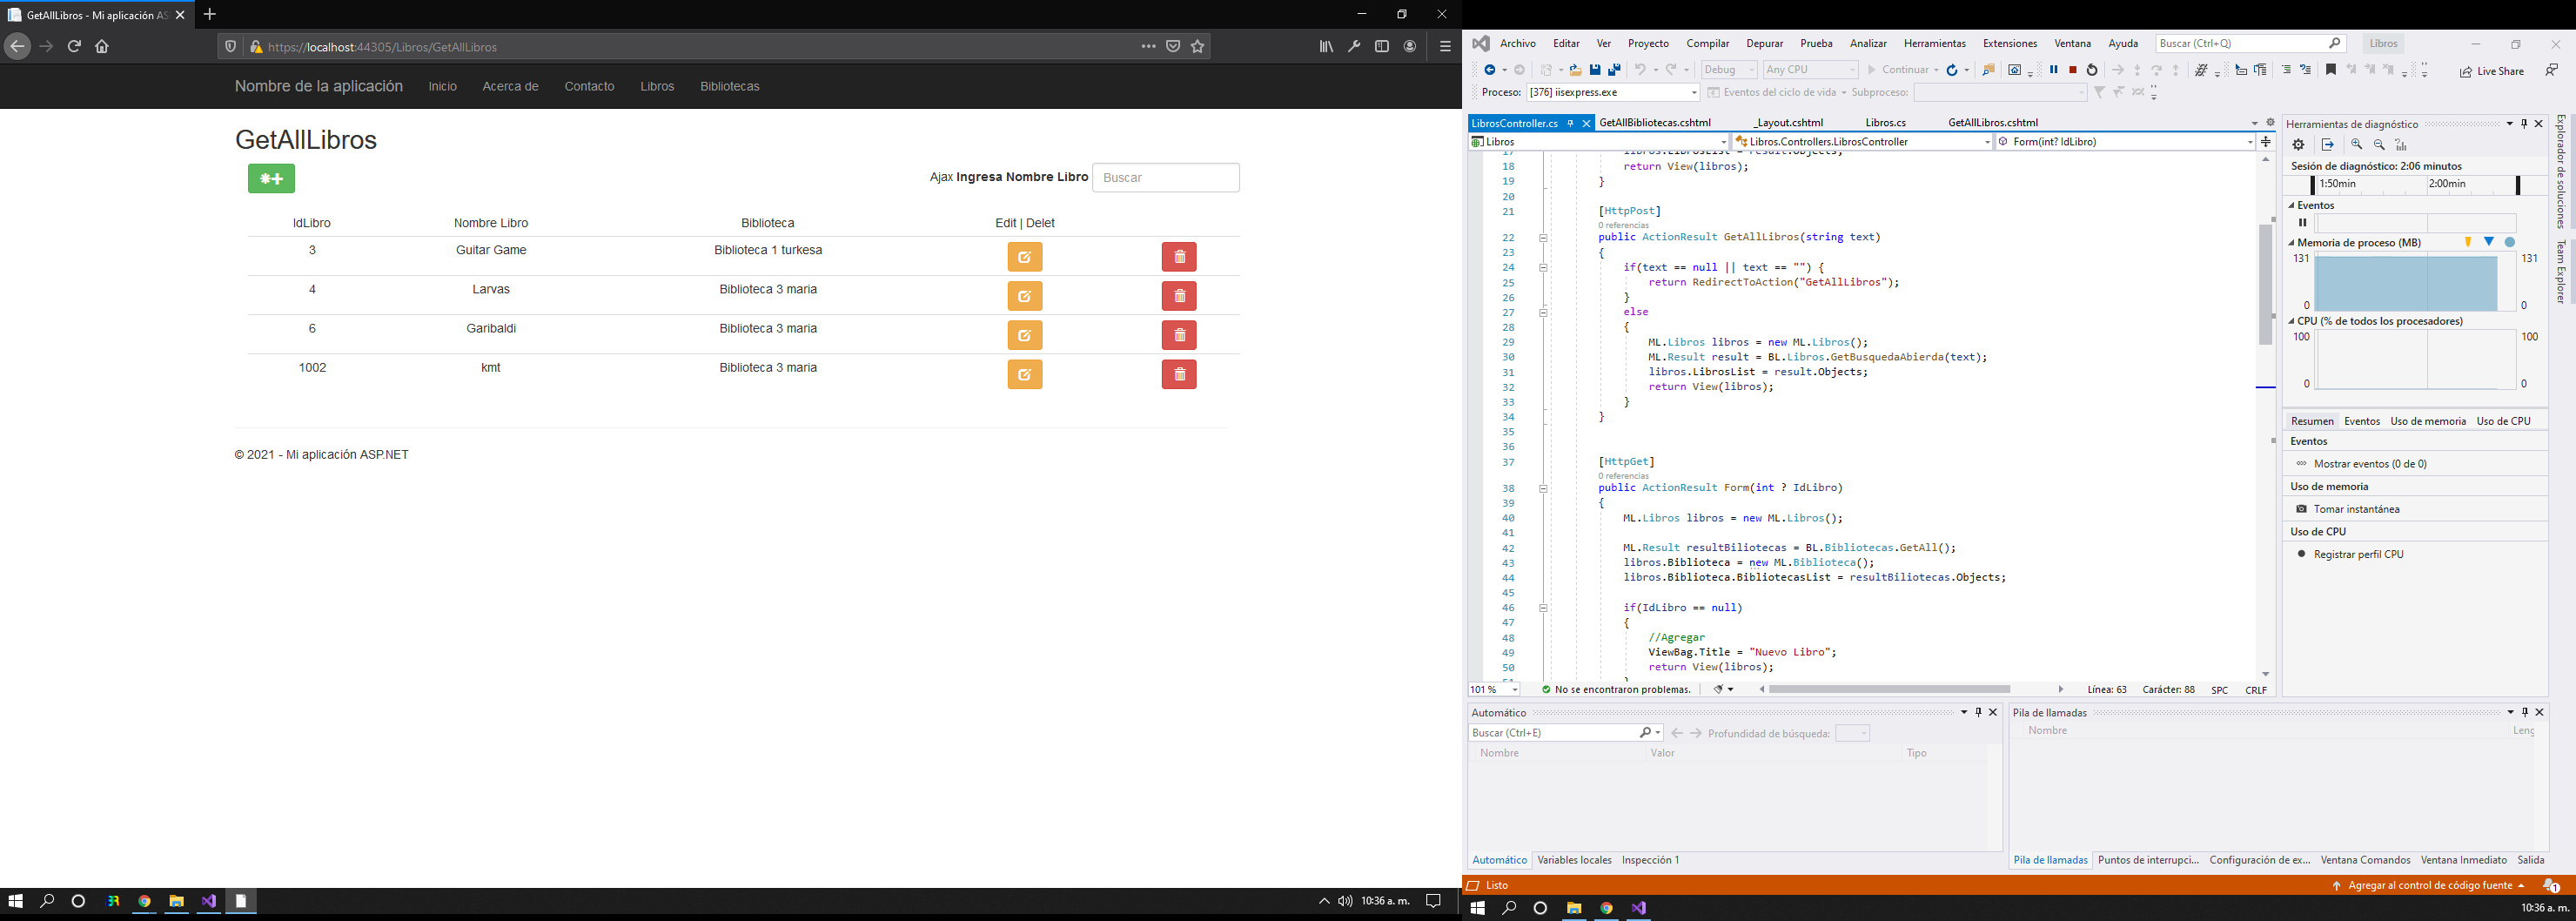 GetAllLibros - Mi aplicación AS
https://localhost:44305/Libros/GetAllLibros
Nombre de la aplicación Inicio Acerca de Contacto Libros Bibliotecas
GetAllLibros
Ajax Ingresa Nombre Libro Buscar
IdLibro Nombre Libro Biblioteca Edit | Delet
3 Guitar Game Biblioteca 1 turkesa
4 Larvas Biblioteca 3 maria
6 Garibaldi Biblioteca 3 maria
1002 kmt Biblioteca 3 maria
© 2021 - Mi aplicación ASP.NET
10:36 a. m.
Archivo Editar Ver Proyecto Compilar Depurar Prueba Analizar Herramientas Extensiones Ventana Ayuda Buscar (Ctrl+Q) Libros
Debug Any CPU Continuar Live Share
Proceso: [376] iisexpress.exe Eventos del ciclo de vida Subproceso:
LibrosController.cs GetAllBibliotecas.cshtml _Layout.cshtml Libros.cs GetAllLibros.cshtml
Libros Libros.Controllers.LibrosController Form(int? IdLibro)
17 libros.LibrosList = result.Objects;
18 return View(libros);
19 }
20
21 [HttpPost]
0 referencias
22 public ActionResult GetAllLibros(string text)
23 {
24 if(text == null || text == "") {
25 return RedirectToAction("GetAllLibros");
26 }
27 else
28 {
29 ML.Libros libros = new ML.Libros();
30 ML.Result result = BL.Libros.GetBusquedaAbierda(text);
31 libros.LibrosList = result.Objects;
32 return View(libros);
33 }
34 }
35
36
37 [HttpGet]
0 referencias
38 public ActionResult Form(int ? IdLibro)
39 {
40 ML.Libros libros = new ML.Libros();
41
42 ML.Result resultBiliotecas = BL.Bibliotecas.GetAll();
43 libros.Biblioteca = new ML.Biblioteca();
44 libros.Biblioteca.BibliotecasList = resultBiliotecas.Objects;
45
46 if(IdLibro == null)
47 {
48 //Agregar
49 ViewBag.Title = "Nuevo Libro";
50 return View(libros);
51 }
101 % No se encontraron problemas. Línea: 63 Carácter: 88 SPC CRLF
Herramientas de diagnóstico
Sesión de diagnóstico: 2:06 minutos
1:50min 2:00min
Eventos
Memoria de proceso (MB)
131 131
0 0
CPU (% de todos los procesadores)
100 100
0 0
Resumen Eventos Uso de memoria Uso de CPU
Eventos
Mostrar eventos (0 de 0)
Uso de memoria
Tomar instantánea
Uso de CPU
Registrar perfil CPU
Explorador de soluciones
Team Explorer
Automático
Buscar (Ctrl+E) Profundidad de búsqueda:
Nombre Valor Tipo
Automático Variables locales Inspección 1
Pila de llamadas
Nombre Leng
Pila de llamadas Puntos de interrupci... Configuración de ex... Ventana Comandos Ventana Inmediato Salida
Listo Agregar al control de código fuente 1
10:36 a. m.